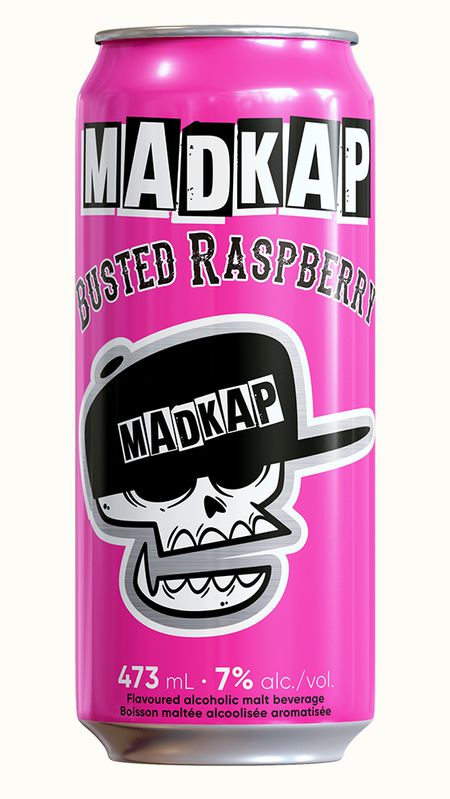 MADKAP
BUSTED RASPBERRY
MADKAP
473 mL · 7% alc./vol.
Flavoured alcoholic malt beverage
Boisson maltée alcoolisée aromatisée